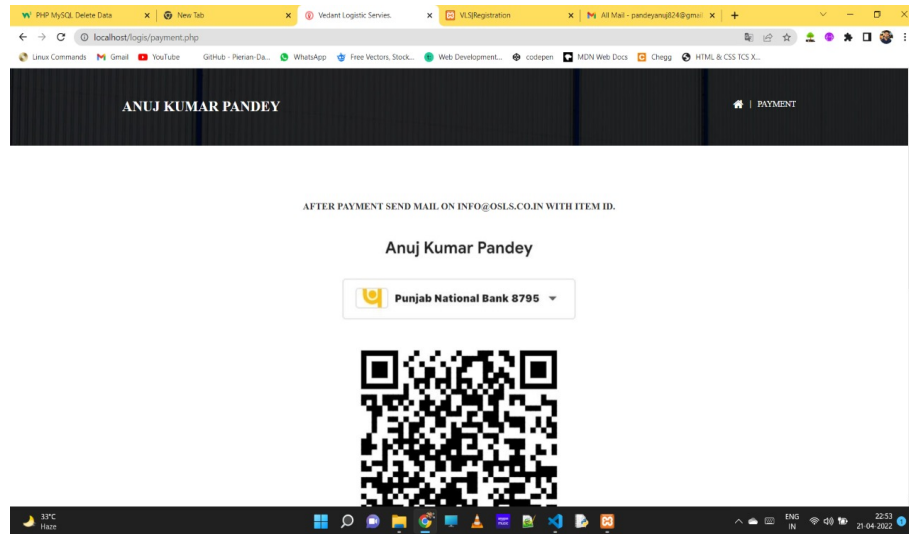 PHP MySQL Delete Data
New Tab
Vedant Logistic Servies.
VLS|Registration
All Mail - pandeyanuj824@gmail
localhost/logis/payment.php
Linux Commands Gmail YouTube GitHub - Pierian-Da... WhatsApp Free Vectors, Stock... Web Development... codepen MDN Web Docs Chegg HTML & CSS TCS X...
ANUJ KUMAR PANDEY
| PAYMENT
AFTER PAYMENT SEND MAIL ON INFO@OSLS.CO.IN WITH ITEM ID.
Anuj Kumar Pandey
Punjab National Bank 8795
33°C
Haze
ENG
IN
22:53
21-04-2022